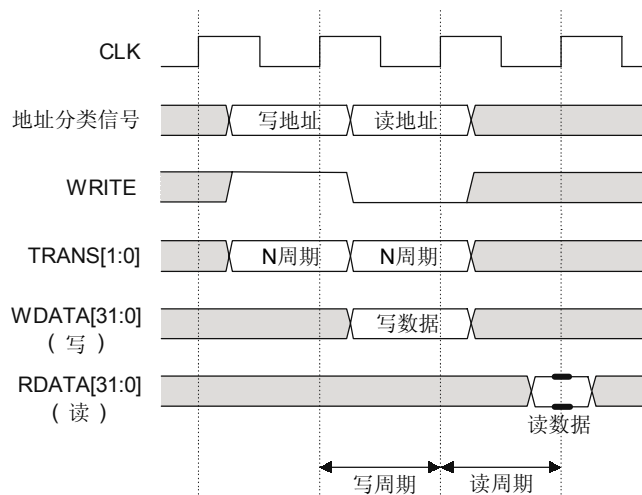 CLK
地址分类信号
写地址
读地址
WRITE
TRANS[1:0]
N周期
N周期
WDATA[31:0]
(写)
写数据
RDATA[31:0]
(读)
读数据
写周期
读周期